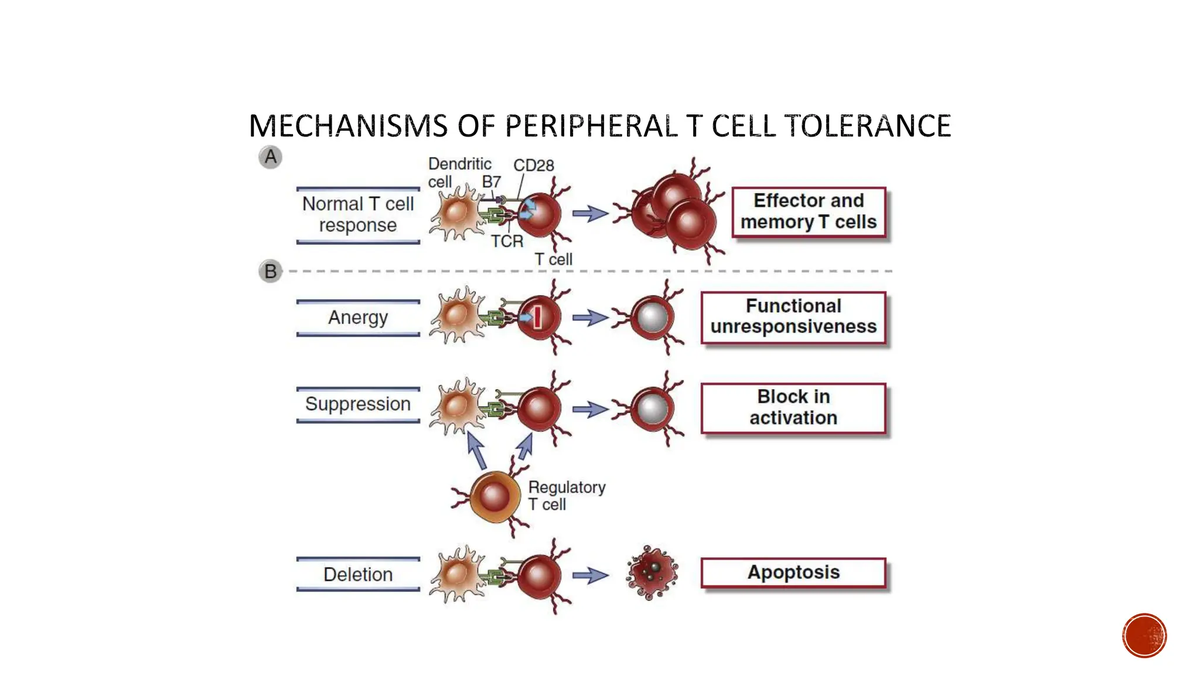 MECHANISMS OF PERIPHERAL T CELL TOLERANCE
A
Dendritic
cell
B7
CD28
Normal T cell
response
TCR
T cell
Effector and
memory T cells
B
Anergy
Functional
unresponsiveness
Suppression
Block in
activation
Regulatory
T cell
Deletion
Apoptosis